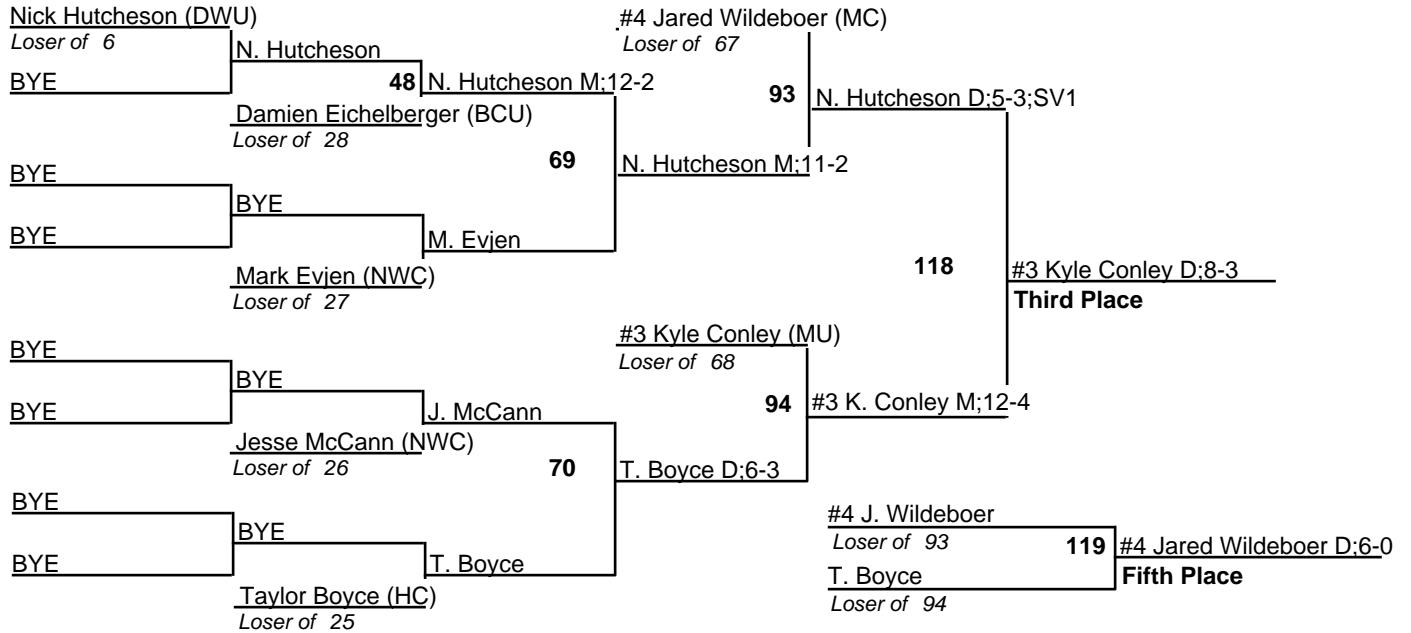 Nick Hutcheson (DWU)
Loser of 6
BYE
N. Hutcheson
48
Damien Eichelberger (BCU)
Loser of 28
N. Hutcheson M;12-2
BYE
BYE
BYE
Mark Evjen (NWC)
Loser of 27
M. Evjen
69
N. Hutcheson M;11-2
#4 Jared Wildeboer (MC)
Loser of 67
93
N. Hutcheson D;5-3;SV1
BYE
BYE
BYE
Jesse McCann (NWC)
Loser of 26
J. McCann
BYE
BYE
BYE
Taylor Boyce (HC)
Loser of 25
T. Boyce
70
T. Boyce D;6-3
#3 Kyle Conley (MU)
Loser of 68
94
#3 K. Conley M;12-4
118
#3 Kyle Conley D;8-3
Third Place
#4 J. Wildeboer
Loser of 93
T. Boyce
Loser of 94
119
#4 Jared Wildeboer D;6-0
Fifth Place